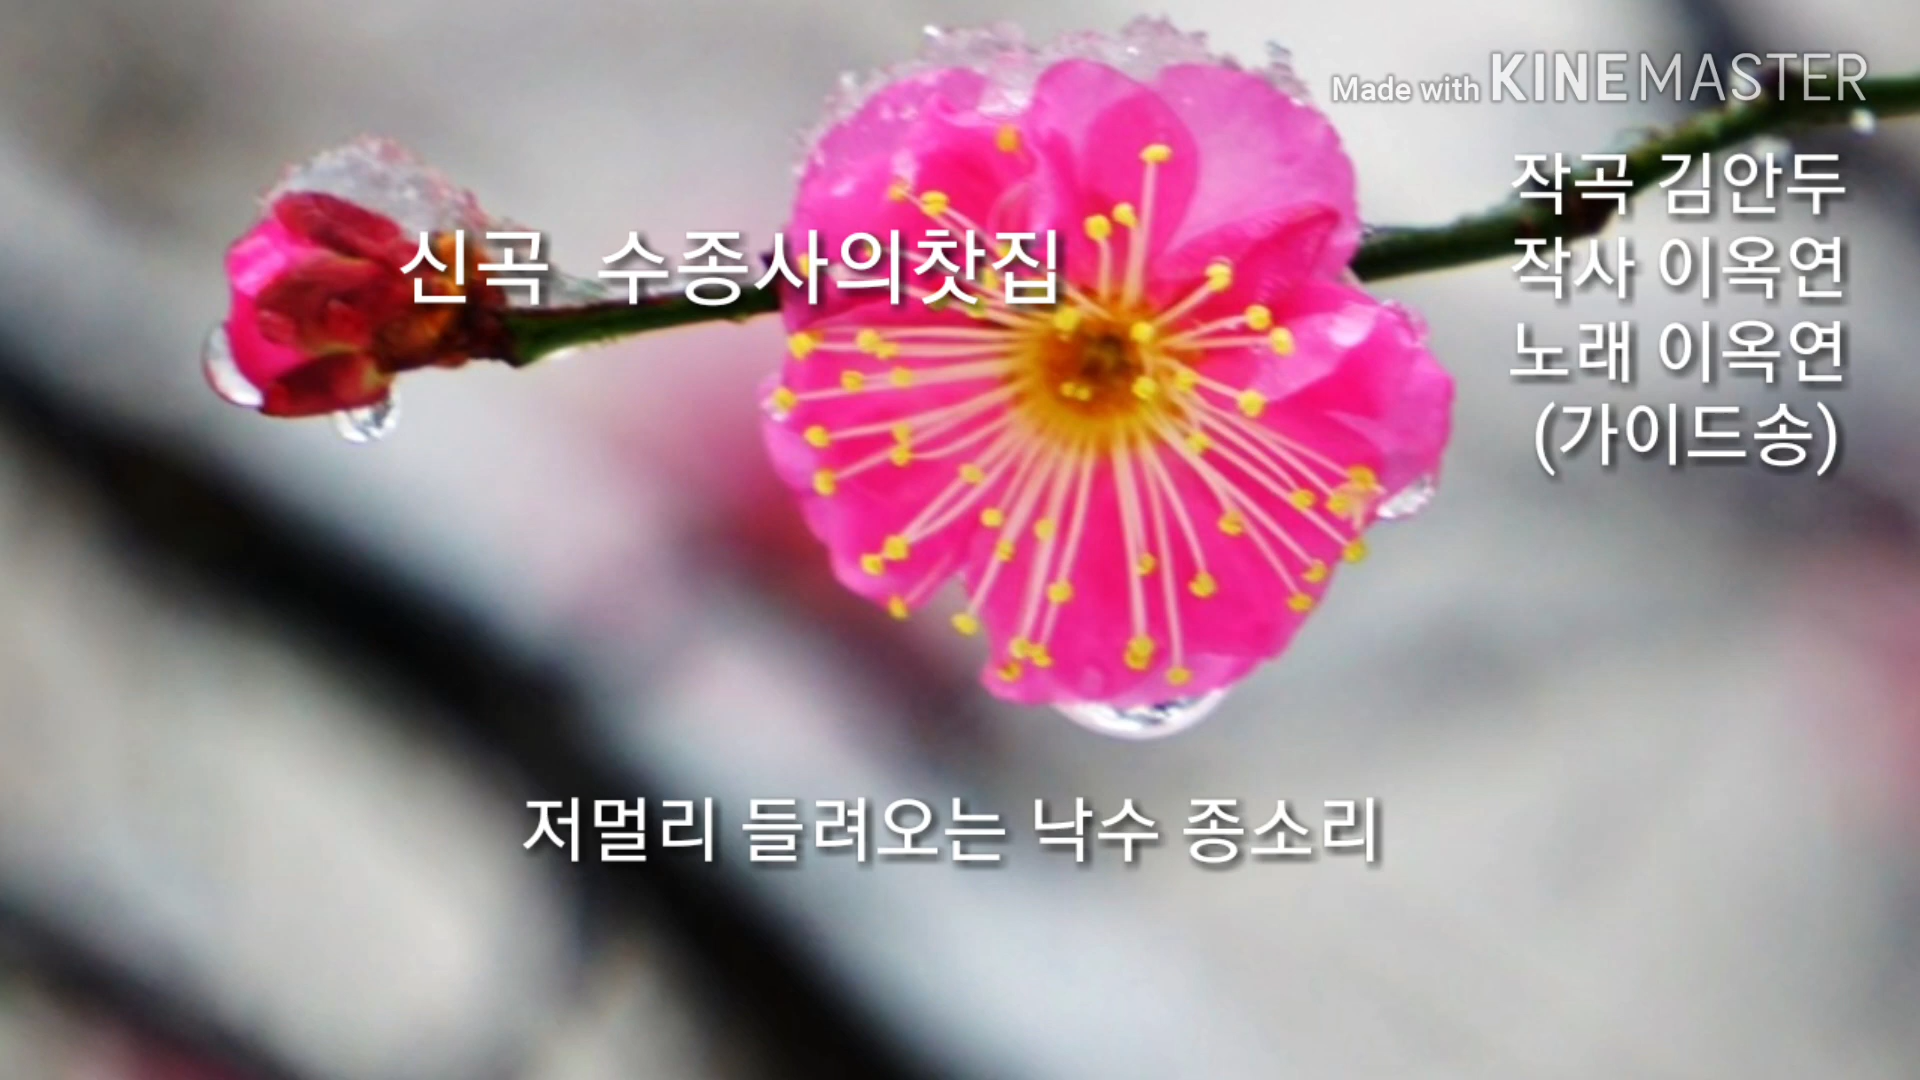 Made with KINEMASTER
작곡 김안두
작사 이옥연
노래 이옥연
(가이드송)
신곡 수종사의찻집
저멀리 들려오는 낙수 종소리